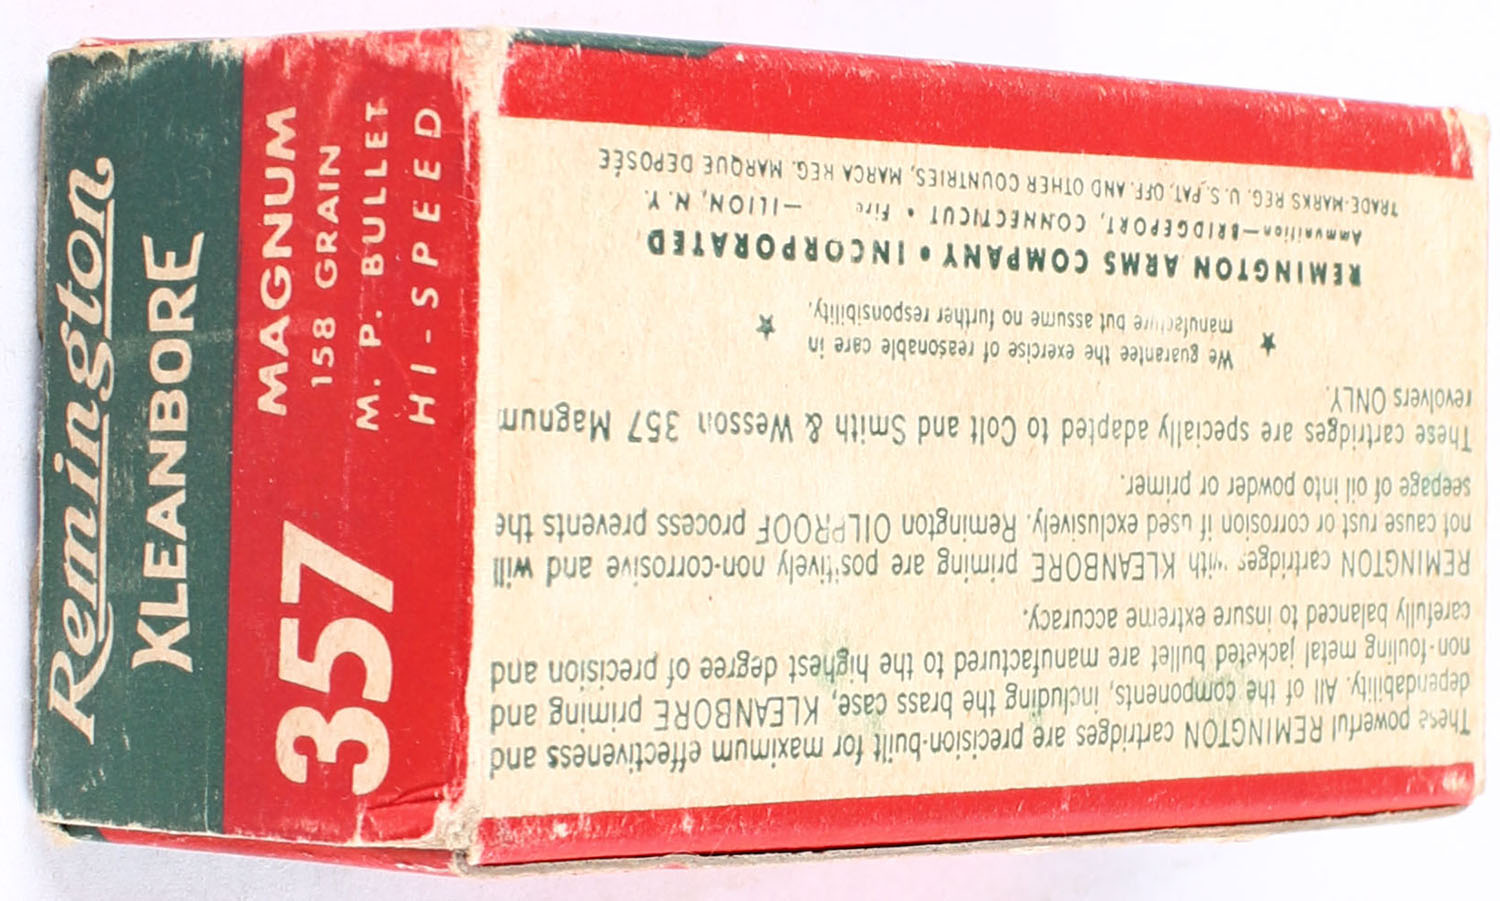 Remington
KLEANBORE
357 MAGNUM
158 GRAIN
M. P. BULLET
HI-SPEED
These powerful REMINGTON cartridges are precision-built for maximum effectiveness and
dependability. All of the components, including the brass case, KLEANBORE priming and
non-fouling metal jacketed bullet are manufactured to the highest degree of precision and
carefully balanced to insure extreme accuracy.
REMINGTON cartridges with KLEANBORE priming are positively non-corrosive and will
not cause rust or corrosion if used exclusively. Remington OILPROOF process prevents the
seepage of oil into powder or primer.
These cartridges are specially adapted to Colt and Smith & Wesson 357 Magnum
revolvers ONLY.
★ We guarantee the exercise of reasonable care in ★
manufacture but assume no further responsibility.
REMINGTON ARMS COMPANY • INCORPORATED
Ammunition—BRIDGEPORT, CONNECTICUT • Fire —ILION, N. Y.
TRADE-MARKS REG. U. S. PAT. OFF. AND OTHER COUNTRIES, MARCA REG. MARQUE DEPOSÉE